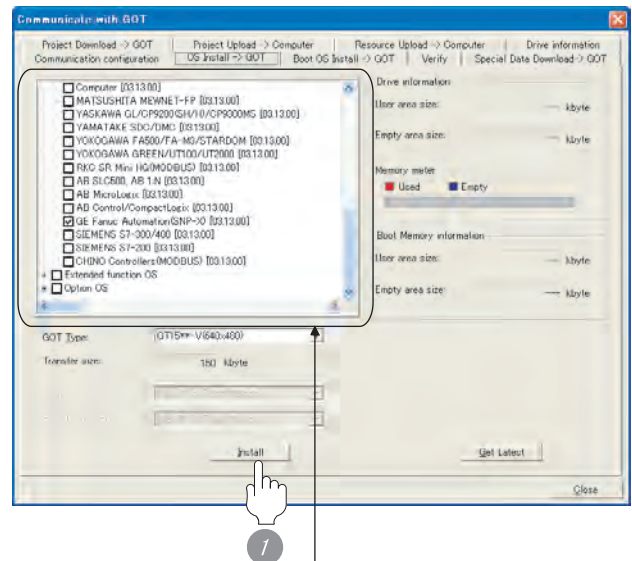 Communicate with GOT
Project Download -> GOT
Project Upload -> Computer
Resource Upload -> Computer
Drive information
Communication configuration
OS Install -> GOT
Boot OS Install -> GOT
Verify
Special Data Download-> GOT
Computer [03.13.00]
MATSUSHITA MEWNET-FP [03.13.00]
YASKAWA GL/CP9200(SH)/CP9300MS [03.13.00]
YAMATAKE SDC/DMC [03.13.00]
YOKOGAWA FA500/FA-M3/STARDOM [03.13.00]
YOKOGAWA GREEN/UT100/UT2000 [03.13.00]
RKC SR Mini HG(MODBUS) [03.13.00]
AB SLC500, AB 1:N [03.13.00]
AB MicroLogix [03.13.00]
AB Control/CompactLogix [03.13.00]
GE Fanuc Automation(SNP-X) [03.13.00]
SIEMENS S7-300/400 [03.13.00]
SIEMENS S7-200 [03.13.00]
CHINO Controllers(MODBUS) [03.13.00]
Extended function OS
Option OS
Drive information
User area size:
--- kbyte
Empty area size:
--- kbyte
Memory meter
Used
Empty
Boot Memory information
User area size:
--- kbyte
Empty area size:
--- kbyte
GOT Type:
GT15**-V(640x480)
Transfer size:
160 kbyte
Install
Get Latest
Close
1